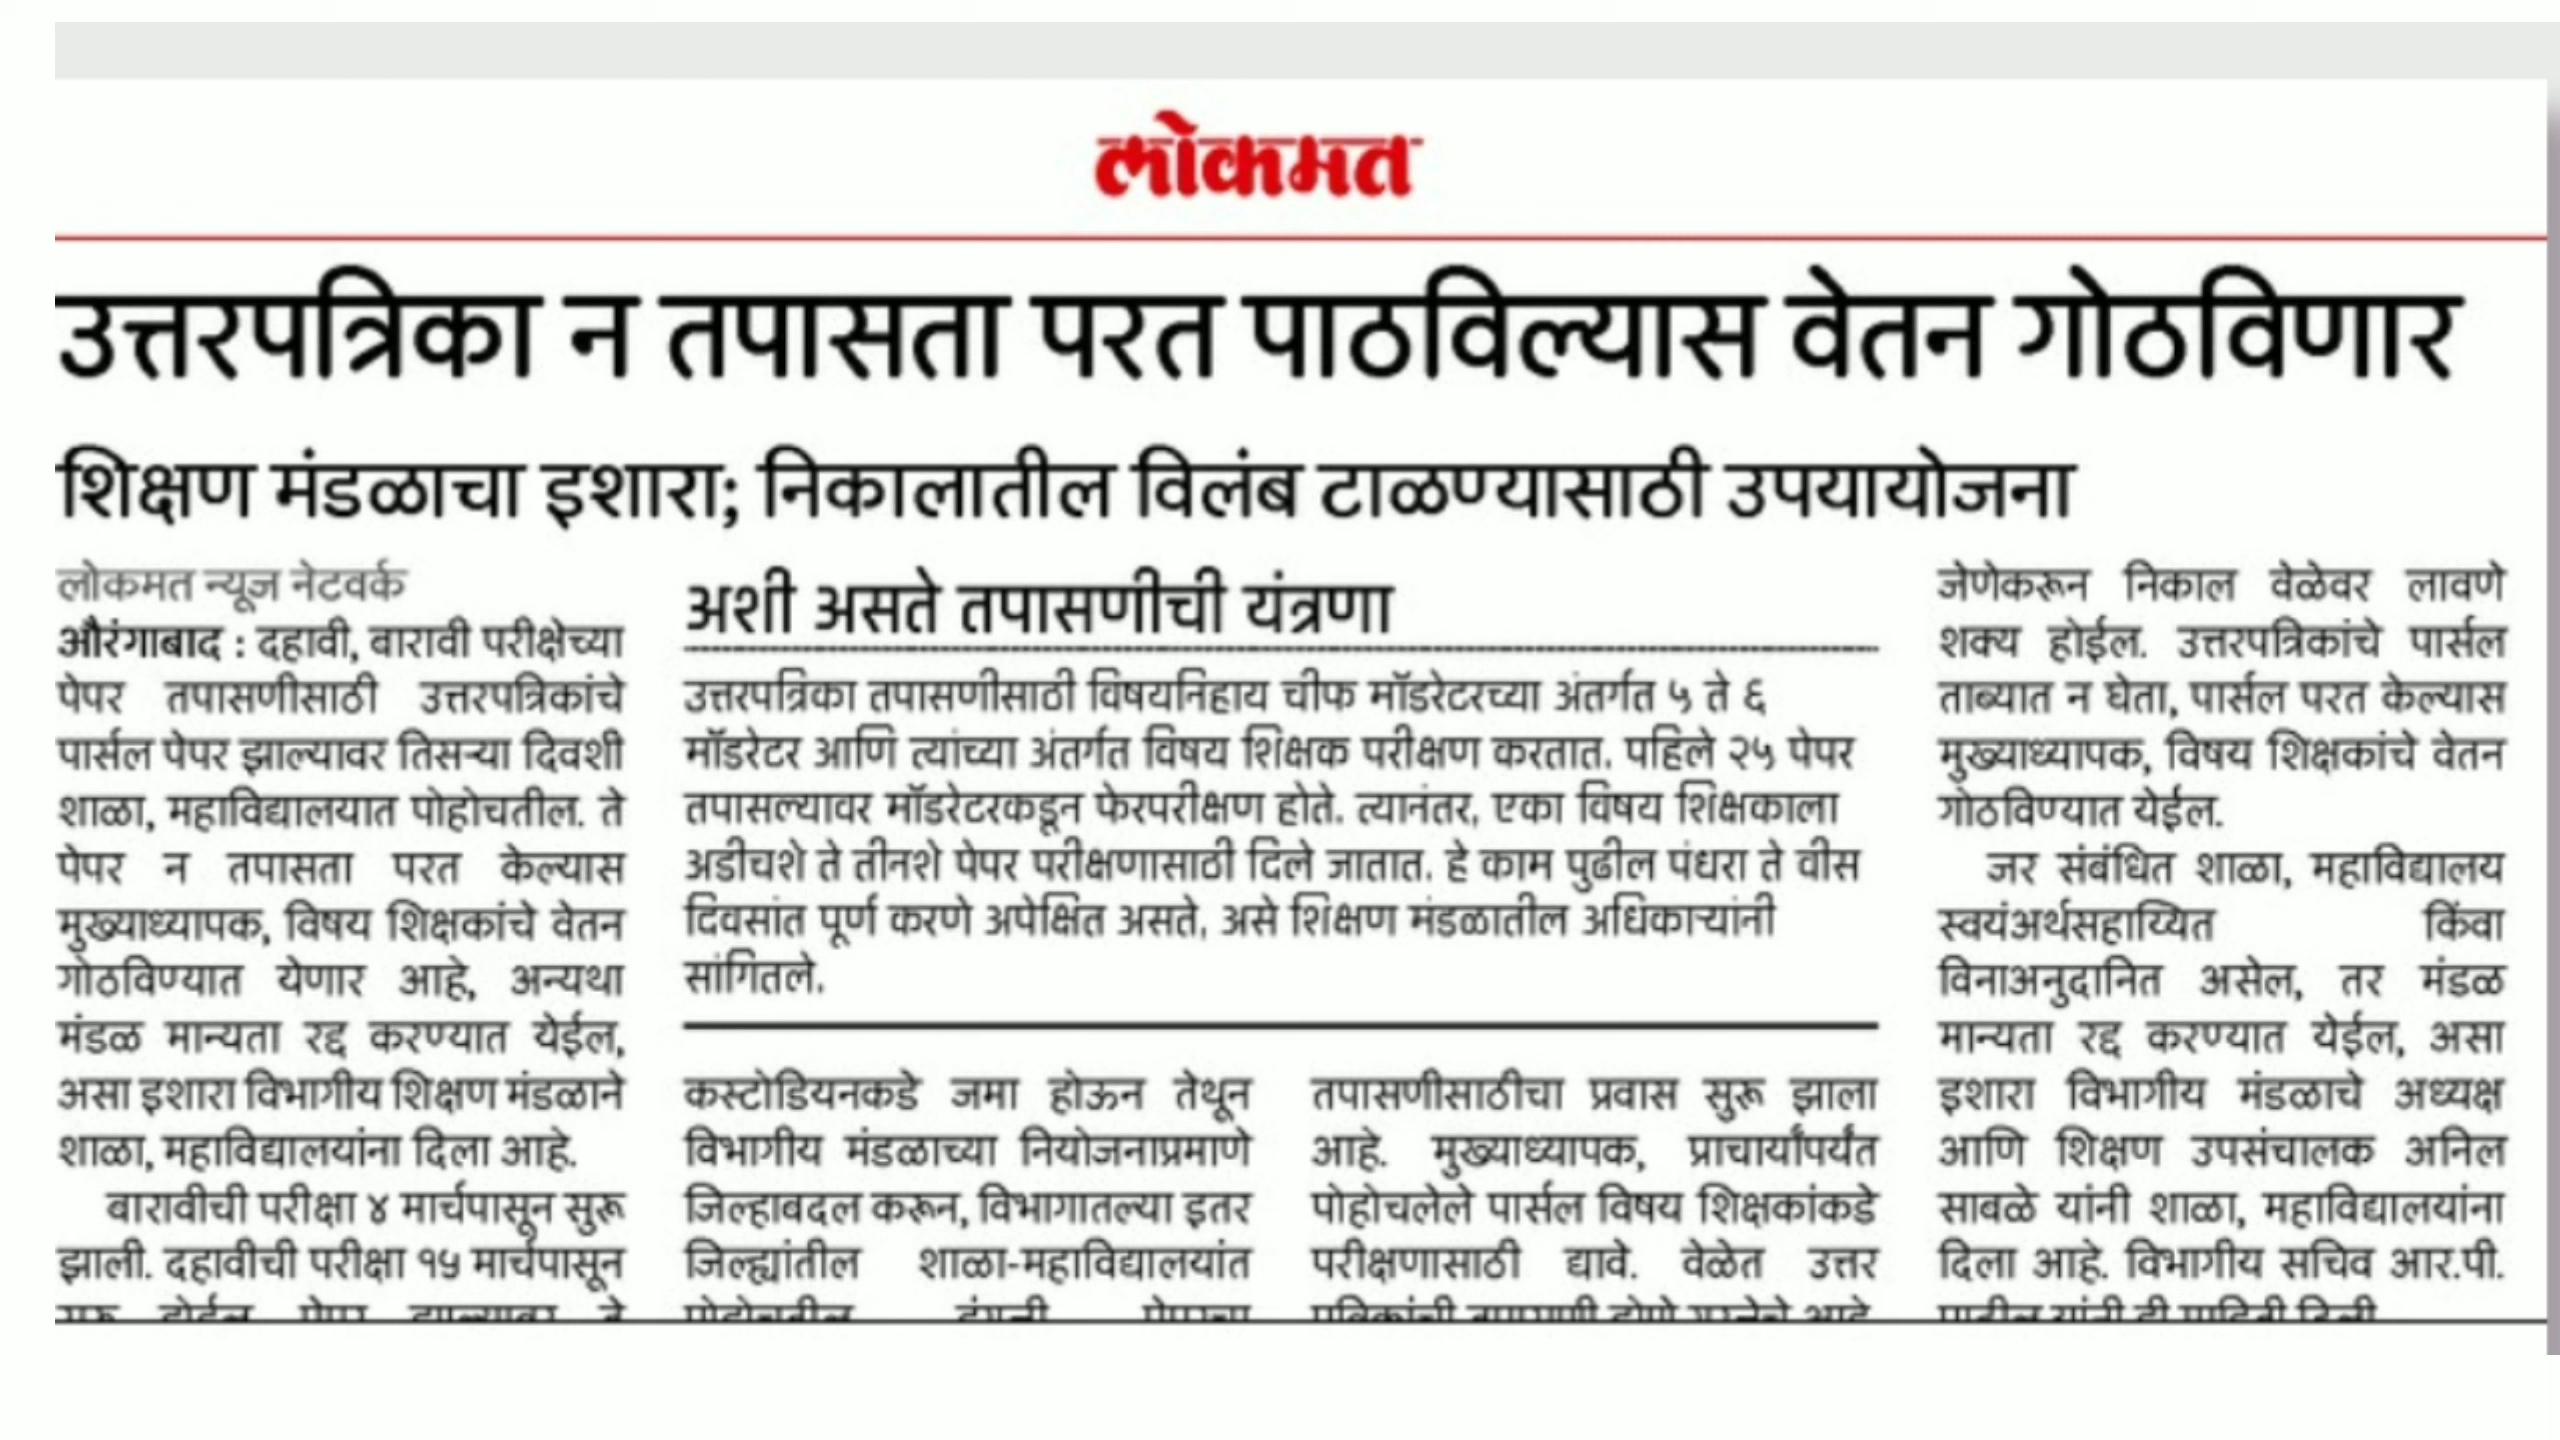 लोकमत
उत्तरपत्रिका न तपासता परत पाठविल्यास वेतन गोठविणार
शिक्षण मंडळाचा इशारा; निकालातील विलंब टाळण्यासाठी उपयायोजना
लोकमत न्यूज नेटवर्क
औरंगाबाद : दहावी, वारावी परीक्षेच्या
पेपर तपासणीसाठी उत्तरपत्रिकांचे
पार्सल पेपर झाल्यावर तिसऱ्या दिवशी
शाळा, महाविद्यालयात पोहोचतील. ते
पेपर न तपासता परत केल्यास
मुख्याध्यापक, विषय शिक्षकांचे वेतन
गोठविण्यात येणार आहे, अन्यथा
मंडळ मान्यता रद्द करण्यात येईल,
असा इशारा विभागीय शिक्षण मंडळाने
शाळा, महाविद्यालयांना दिला आहे.
बारावीची परीक्षा ४ मार्चपासून सुरू
झाली. दहावीची परीक्षा १५ मार्चपासून
अशी असते तपासणीची यंत्रणा
उत्तरपत्रिका तपासणीसाठी विषयनिहाय चीफ मॉडरेटरच्या अंतर्गत ५ ते ६
मॉडरेटर आणि त्यांच्या अंतर्गत विषय शिक्षक परीक्षण करतात. पहिले २५ पेपर
तपासल्यावर मॉडरेटरकडून फेरपरीक्षण होते. त्यानंतर, एका विषय शिक्षकाला
अडीचशे ते तीनशे पेपर परीक्षणासाठी दिले जातात. हे काम पुढील पंधरा ते वीस
दिवसांत पूर्ण करणे अपेक्षित असते, असे शिक्षण मंडळातील अधिकाऱ्यांनी
सांगितले.
कस्टोडियनकडे जमा होऊन तेथून
विभागीय मंडळाच्या नियोजनाप्रमाणे
जिल्हाबदल करून, विभागातल्या इतर
जिल्ह्यांतील शाळा-महाविद्यालयांत
तपासणीसाठीचा प्रवास सुरू झाला
आहे. मुख्याध्यापक, प्राचार्यांपर्यंत
पोहोचलेले पार्सल विषय शिक्षकांकडे
परीक्षणासाठी द्यावे. वेळेत उत्तर
जेणेकरून निकाल वेळेवर लावणे
शक्य होईल. उत्तरपत्रिकांचे पार्सल
ताब्यात न घेता, पार्सल परत केल्यास
मुख्याध्यापक, विषय शिक्षकांचे वेतन
गोठविण्यात येईल.
जर संबंधित शाळा, महाविद्यालय
स्वयंअर्थसहाय्यित किंवा
विनाअनुदानित असेल, तर मंडळ
मान्यता रद्द करण्यात येईल, असा
इशारा विभागीय मंडळाचे अध्यक्ष
आणि शिक्षण उपसंचालक अनिल
साबळे यांनी शाळा, महाविद्यालयांना
दिला आहे. विभागीय सचिव आर.पी.